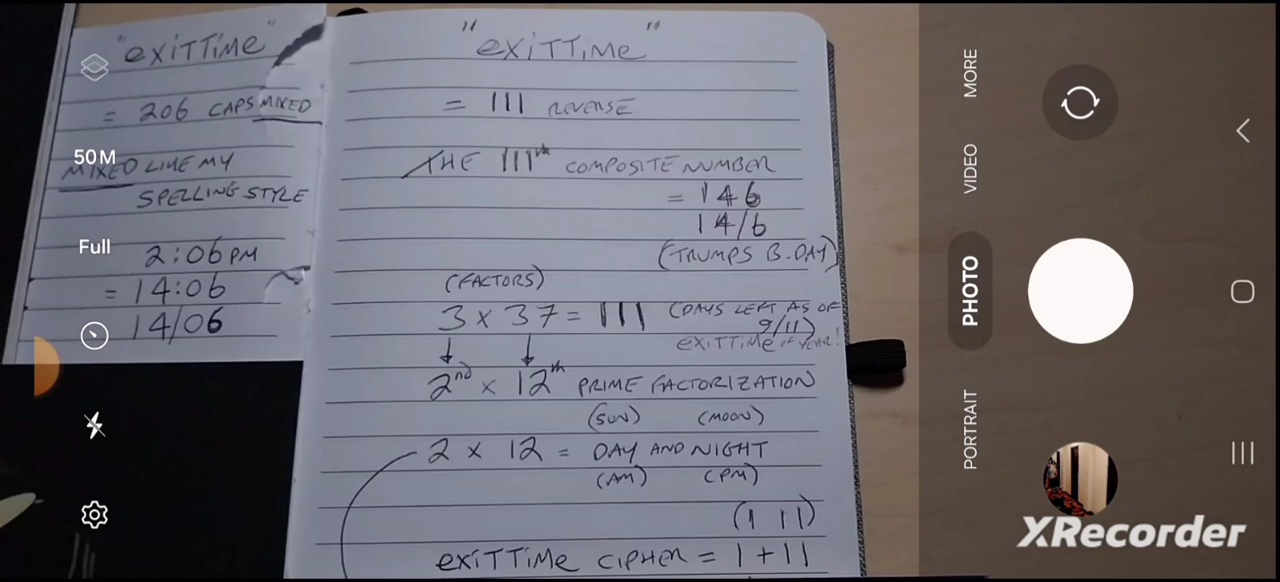 "exiTTime"
= 206 CAPS MIXED
MIXED LIKE MY
SPELLING STYLE
2:06PM
= 14:06
14/06
50M
Full
"exiTTime"
= 111 REVERSE
THE 111th COMPOSITE NUMBER
= 146
14/6
(TRUMPS B.DAY)
(FACTORS)
3 x 37 = 111 (DAYS LEFT AS OF
9/11)
exiTTime OF YEAR!
2nd x 12th PRIME FACTORIZATION
(SUN) (MOON)
2 x 12 = DAY AND NIGHT
(AM) (PM)
(1 11)
exiTTime CIPHER = 1 + 11
MORE
VIDEO
PHOTO
PORTRAIT
XRecorder